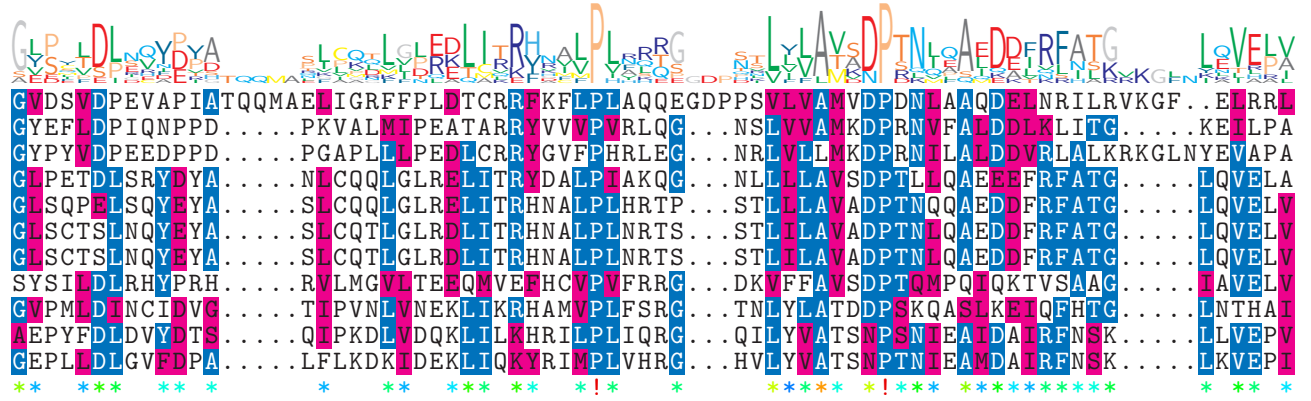 GVDSVDPEVAPIATQQMAELIGRFFPLDTCRRFKFLPLAQQEGDPPSVLVAMVDPDNLAAQDELNRILRVKGF..ELRRL
GYEFLDPIQNPPD.....PKVALMIPEATARRYVVVPVRLQG...NSLVVAMKDPRNVFALDDLKLITG.....KEILPA
GYPYVDPEEDPPD.....PGAPLLLPEDLCRRYGVFPHRLEG...NRLVLLMKDPRNILALDDVRLALKRKGLNYEVAPA
GLPETDLSRYDYA.....NLCQQLGLRELITRYDALPIAKQG...NLLLLAVSDPTLLQAEEEFRFATG.....LQVELA
GLSQPELSQYEYA.....SLCQQLGLRELITRHNALPLHRTP...STLLLAVADPTNQQAEDDFRFATG.....LQVELV
GLSCTSLNQYEYA.....SLCQTLGLRDLITRHNALPLNRTS...STLILAVADPTNLQAEDDFRFATG.....LQVELV
GLSCTSLNQYEYA.....SLCQTLGLRDLITRHNALPLNRTS...STLILAVADPTNLQAEDDFRFATG.....LQVELV
SYSILDLRHYPRH.....RVLMGVLTEEQMVEFHCVPVFRRG...DKVFFAVSDPTQMPQIQKTVSAAG.....IAVELV
GVPMLDINCIDVG.....TIPVNLVNEKLIKRHAMVPLFSRG...TNLYLATDDPSKQASLKEIQFHTG.....LNTHAI
AEPYFDLDVYDTS.....QIPKDLVDQKLILKHRILPLIQRG...QILYVATSNPSNIEAIDAIRFNSK.....LLVEPV
GEPLLDLGVFDPA.....LFLKDKIDEKLIQKYRIMPLVHRG...HVLYVATSNPTNIEAMDAIRFNSK.....LKVEPI